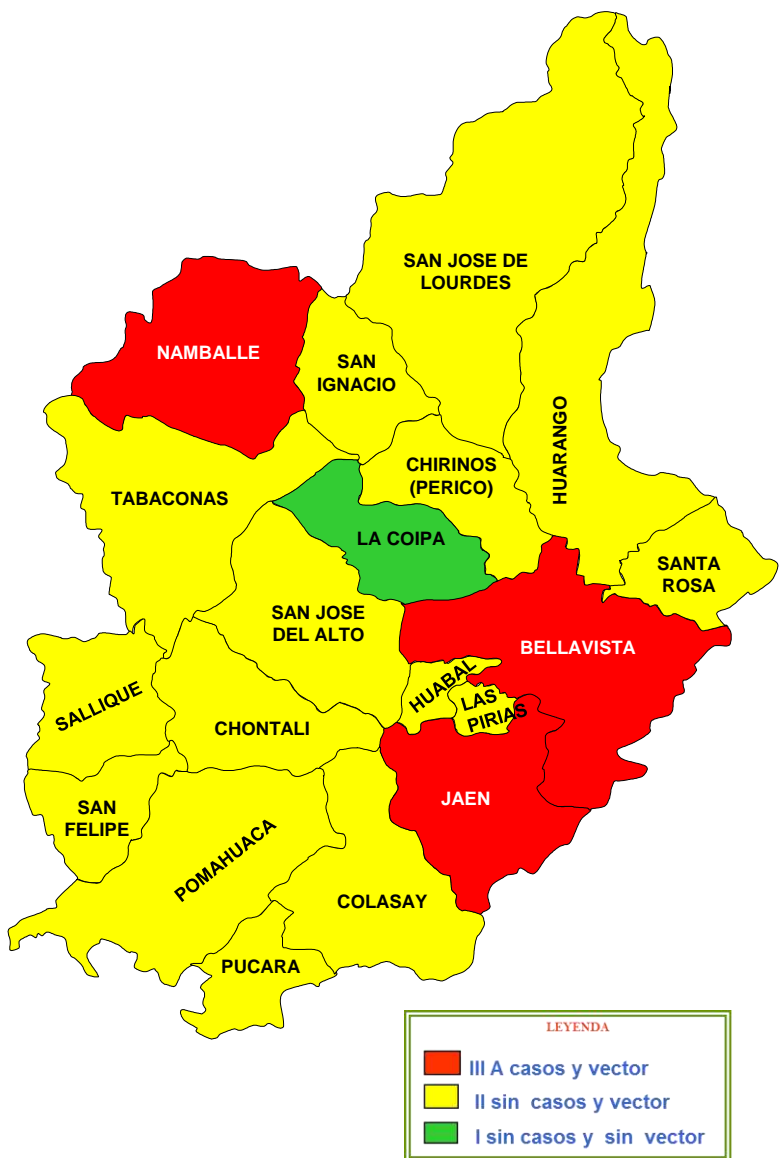 SAN JOSE DE
LOURDES
NAMBALLE
SAN
IGNACIO
HUARANGO
CHIRINOS
(PERICO)
TABACONAS
LA COIPA
SANTA
ROSA
SAN JOSE
DEL ALTO
BELLAVISTA
HUABAL
LAS
PIRIAS
SALLIQUE
CHONTALI
JAEN
SAN
FELIPE
POMAHUACA
COLASAY
PUCARA
LEYENDA
III A casos y vector
II sin casos y vector
I sin casos y sin vector